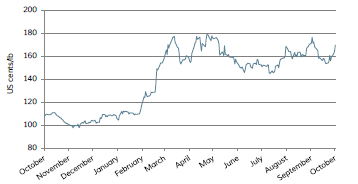 200
180
160
140
120
100
80
US cents/lb
October
November
December
January
February
March
April
May
June
July
August
September
October